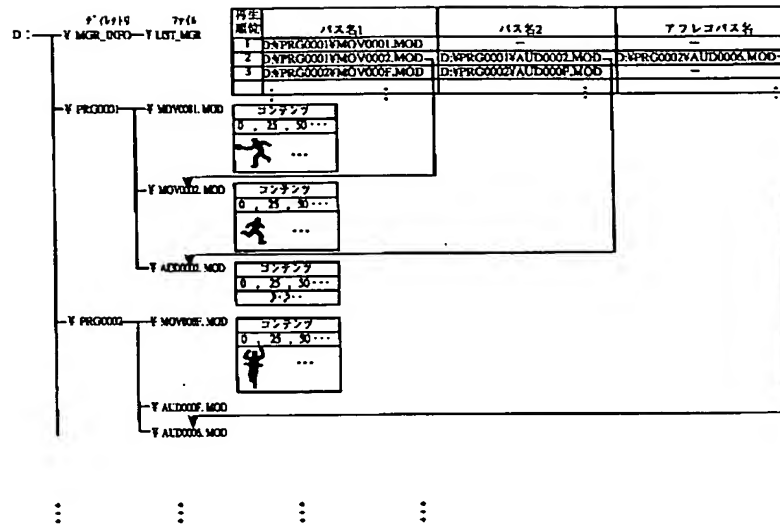 ディレクトリ ファイル
D: ¥ MGR_INFO ¥ LIST_MGR
再生順位 パス名1 パス名2 アフレコパス名
1 D:¥PRG0001¥MOV0001.MOD − −
2 D:¥PRG0001¥MOV0002.MOD D:¥PRG0001¥AUD0002.MOD D:¥PRG0002¥AUD0006.MOD
3 D:¥PRG0002¥MOV000F.MOD D:¥PRG0002¥AUD000F.MOD −
¥ PRG0001 ¥ MOV0001.MOD
コンテンツ
0 , 25 , 50 ···
···
¥ MOV0002.MOD
コンテンツ
0 , 25 , 50 ···
···
¥ AUD0002.MOD
コンテンツ
0 , 25 , 50 ···
¥ PRG0002 ¥ MOV000F.MOD
コンテンツ
0 , 25 , 50 ···
···
¥ AUD000F.MOD
¥ AUD0006.MOD